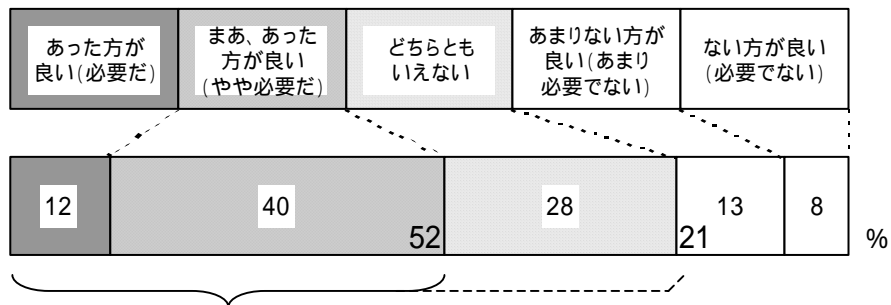 あった方が
良い(必要だ)
まあ、あった
方が良い
(やや必要だ)
どちらとも
いえない
あまりない方が
良い(あまり
必要でない)
ない方が良い
(必要でない)
12
40
52
28
21
13
8
%